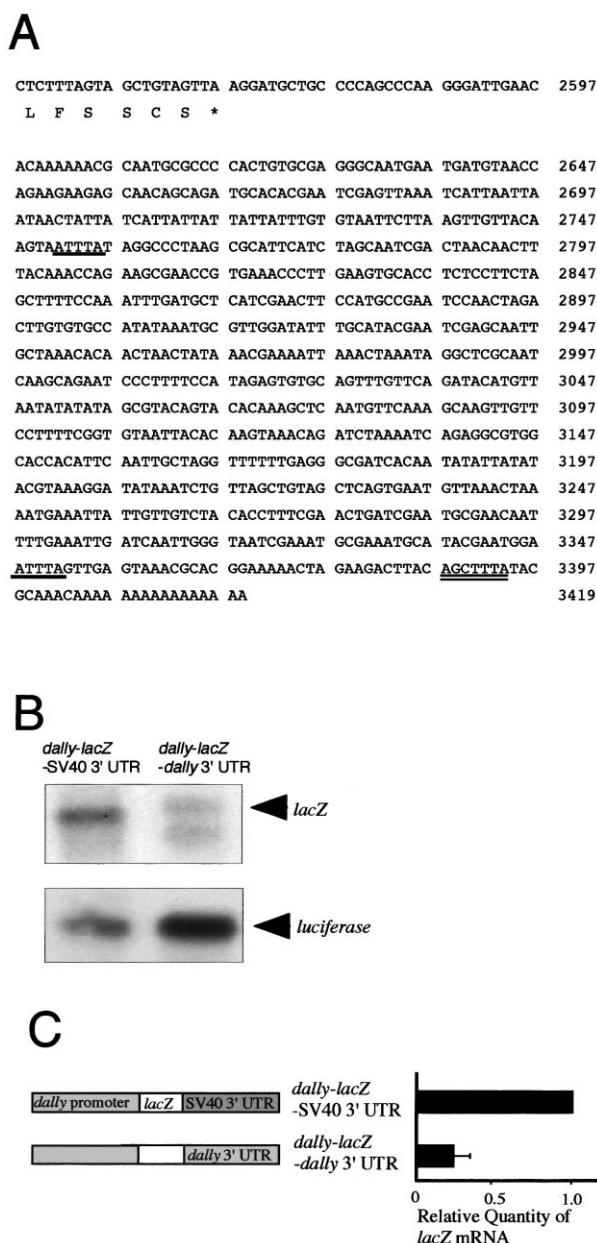 A
CTCTTTAGTA GCTGTAGTTA AGGATGCTGC CCCAGCCCAA GGGATTGAAC 2597
L F S S C S *
ACAAAAAACG CAATGCGCCC CACTGTGCGA GGGCAATGAA TGATGTAACC 2647
AGAAGAAGAG CAACAGCAGA TGCACACGAA TCGAGTTAAA TCATTAATTA 2697
ATAACTATTA TCATTATTAT TATTATTTGT GTAATTCTTA AGTTGTTACA 2747
AGTAATTTAT AGGCCCTAAG CGCATTCATC TAGCAATCGA CTAACAACTT 2797
TACAAACCAG AAGCGAACCG TGAAACCCTT GAAGTGCACC TCTCCTTCTA 2847
GCTTTTCCAA ATTTGATGCT CATCGAACTT CCATGCCGAA TCCAACTAGA 2897
CTTGTGTGCC ATATAAATGC GTTGGATATT TGCATACGAA TCGAGCAATT 2947
GCTAAACACA ACTAACTATA AACGAAAATT AAACTAAATA GGCTCGCAAT 2997
CAAGCAGAAT CCCTTTTCCA TAGAGTGTGC AGTTTGTTCA GATACATGTT 3047
AATATATATA GCGTACAGTA CACAAAGCTC AATGTTCAAA GCAAGTTGTT 3097
CCTTTTCGGT GTAATTACAC AAGTAAACAG ATCTAAAATC AGAGGCGTGG 3147
CACCACATTC AATTGCTAGG TTTTTTGAGG GCGATCACAA TATATTATAT 3197
ACGTAAAGGA TATAAATCTG TTAGCTGTAG CTCAGTGAAT GTTAAACTAA 3247
AATGAAATTA TTGTTGTCTA CACCTTTCGA ACTGATCGAA TGCGAACAAT 3297
TTTGAAATTG ATCAATTGGG TAATCGAAAT GCGAAATGCA TACGAATGGA 3347
ATTTAGTTGA GTAAACGCAC GGAAAAACTA GAAGACTTAC AGCTTTATAC 3397
GCAAACAAAA AAAAAAAAAA AA 3419
B
dally-lacZ dally-lacZ
-SV40 3' UTR -dally 3' UTR
lacZ
luciferase
C
dally promoter lacZ SV40 3' UTR dally-lacZ
-SV40 3' UTR
dally 3' UTR dally-lacZ
-dally 3' UTR
0 0.5 1.0
Relative Quantity of
lacZ mRNA